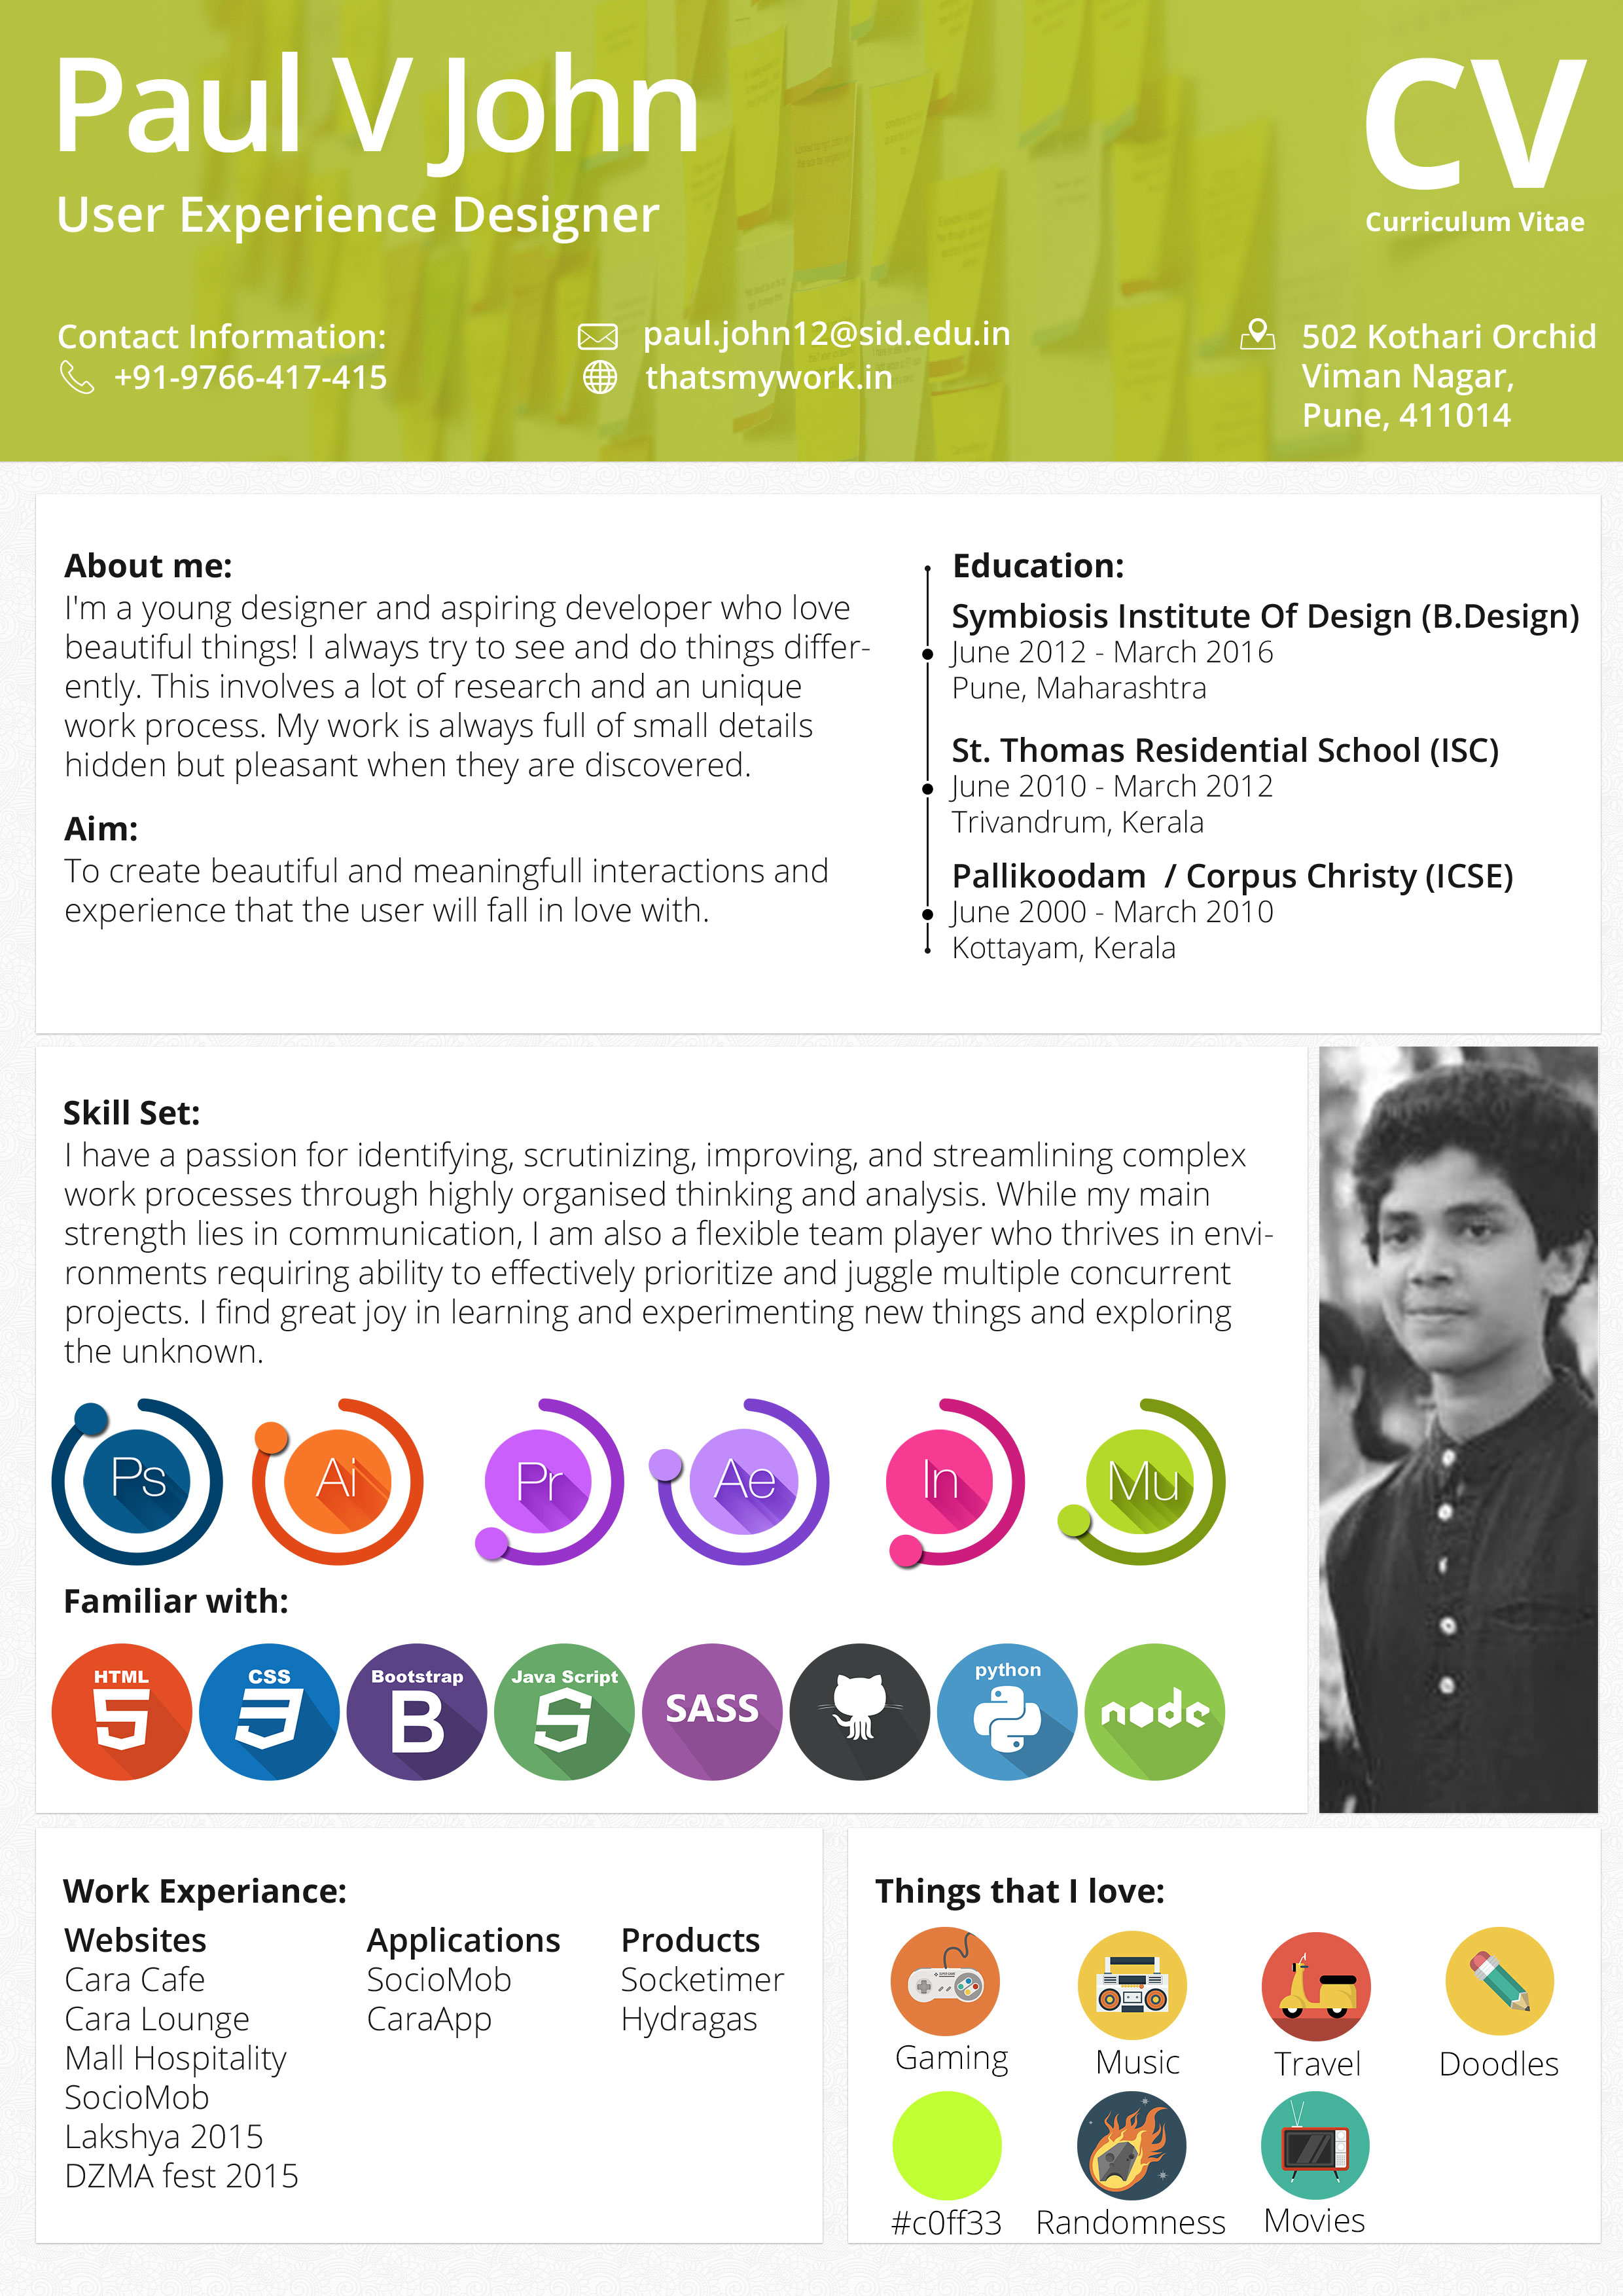 Paul V John
User Experience Designer
CV
Curriculum Vitae
Contact Information:
+91-9766-417-415
paul.john12@sid.edu.in
thatsmywork.in
502 Kothari Orchid
Viman Nagar,
Pune, 411014
About me:
I'm a young designer and aspiring developer who love
beautiful things! I always try to see and do things differ-
ently. This involves a lot of research and an unique
work process. My work is always full of small details
hidden but pleasant when they are discovered.
Aim:
To create beautiful and meaningfull interactions and
experience that the user will fall in love with.
Education:
Symbiosis Institute Of Design (B.Design)
June 2012 - March 2016
Pune, Maharashtra
St. Thomas Residential School (ISC)
June 2010 - March 2012
Trivandrum, Kerala
Pallikoodam / Corpus Christy (ICSE)
June 2000 - March 2010
Kottayam, Kerala
Skill Set:
I have a passion for identifying, scrutinizing, improving, and streamlining complex
work processes through highly organised thinking and analysis. While my main
strength lies in communication, I am also a flexible team player who thrives in envi-
ronments requiring ability to effectively prioritize and juggle multiple concurrent
projects. I find great joy in learning and experimenting new things and exploring
the unknown.
Ps
Ai
Pr
Ae
In
Mu
Familiar with:
HTML
5
CSS
3
Bootstrap
B
Java Script
S
SASS
python
node
Work Experiance:
Websites
Cara Cafe
Cara Lounge
Mall Hospitality
SocioMob
Lakshya 2015
DZMA fest 2015
Applications
SocioMob
CaraApp
Products
Socketimer
Hydragas
Things that I love:
Gaming
Music
Travel
Doodles
#c0ff33
Randomness
Movies